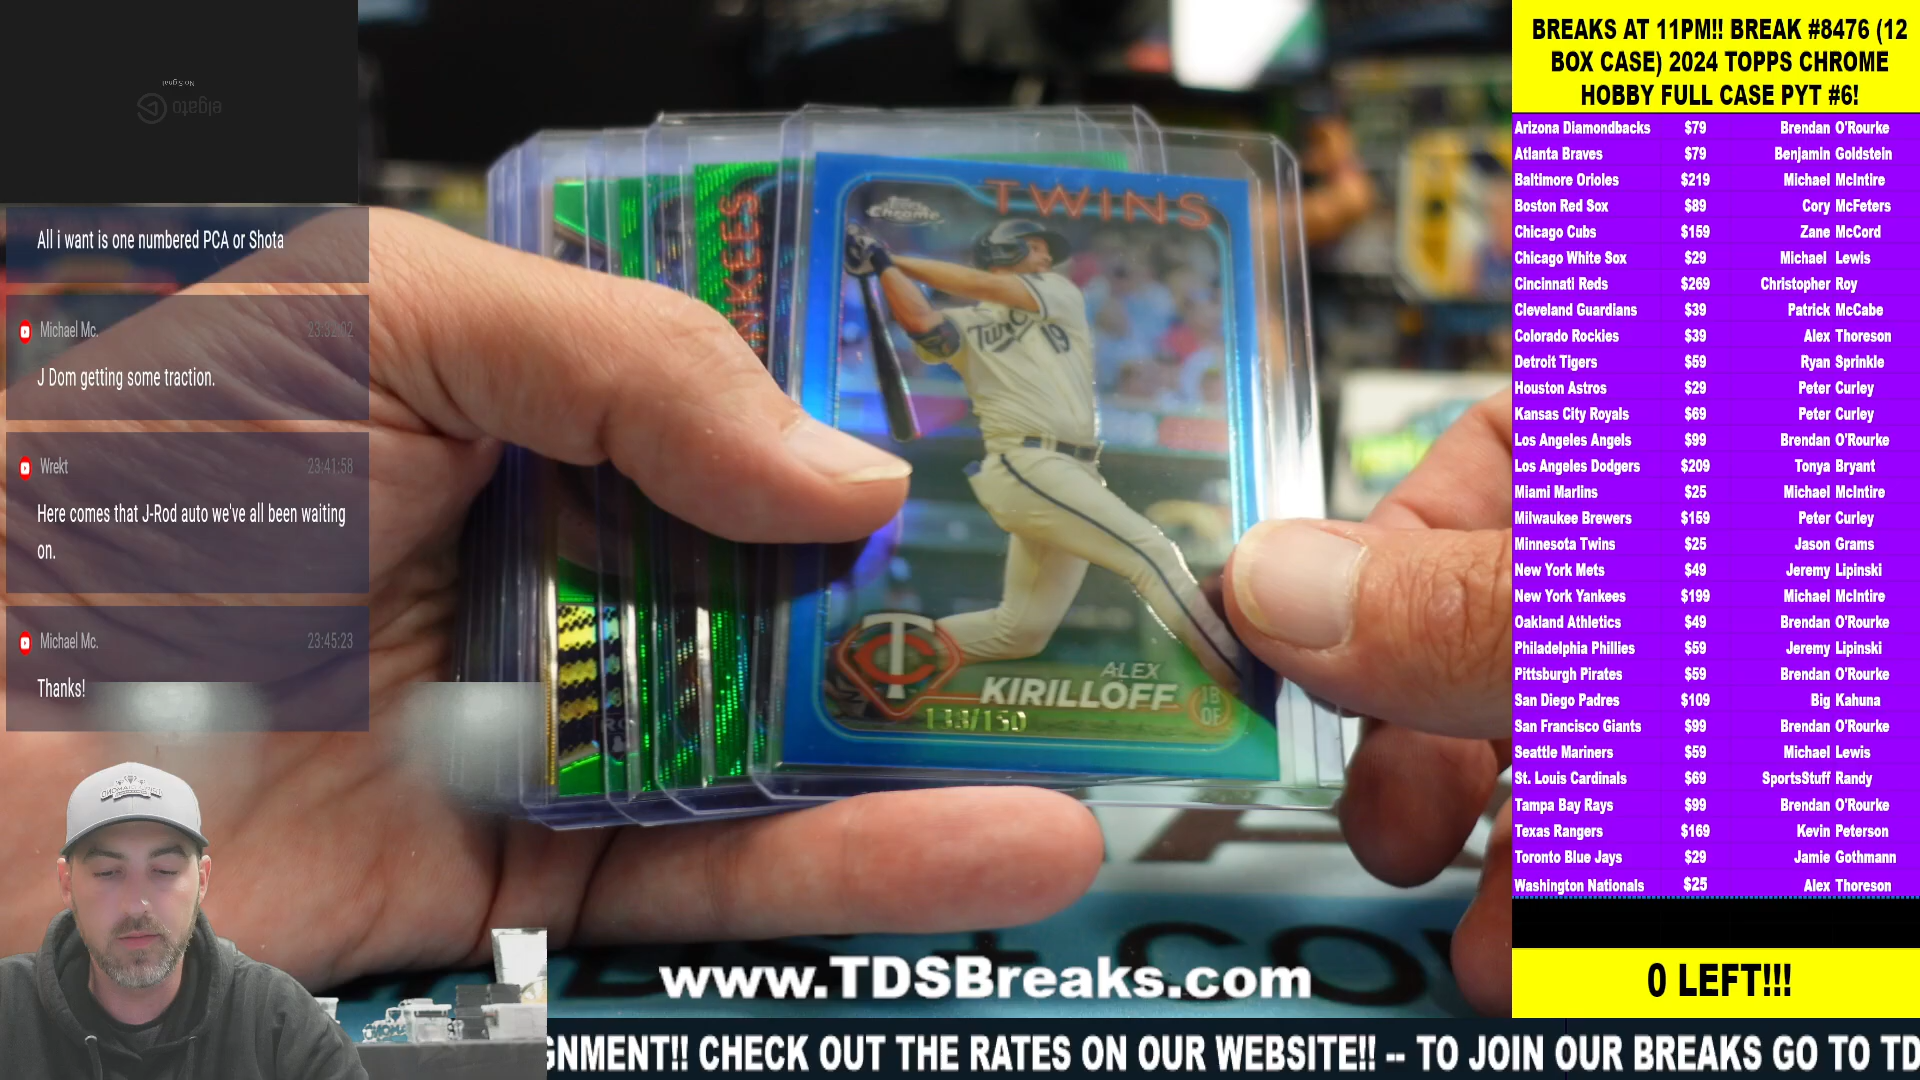 No Signal
elgato
All i want is one numbered PCA or Shota
Michael Mc. 23:32:02
J Dom getting some traction.
Wrekt 23:41:58
Here comes that J-Rod auto we've all been waiting
on.
Michael Mc. 23:45:23
Thanks!
NKEES
TWINS
Topps
Chrome
Twins
19
ALEX
KIRILLOFF
1B
OF
/150
www.TDSBreaks.com
GNMENT!! CHECK OUT THE RATES ON OUR WEBSITE!! -- TO JOIN OUR BREAKS GO TO TD
BREAKS AT 11PM!! BREAK #8476 (12
BOX CASE) 2024 TOPPS CHROME
HOBBY FULL CASE PYT #6!
Arizona Diamondbacks $79 Brendan O'Rourke
Atlanta Braves $79 Benjamin Goldstein
Baltimore Orioles $219 Michael McIntire
Boston Red Sox $89 Cory McFeters
Chicago Cubs $159 Zane McCord
Chicago White Sox $29 Michael Lewis
Cincinnati Reds $269 Christopher Roy
Cleveland Guardians $39 Patrick McCabe
Colorado Rockies $39 Alex Thoreson
Detroit Tigers $59 Ryan Sprinkle
Houston Astros $29 Peter Curley
Kansas City Royals $69 Peter Curley
Los Angeles Angels $99 Brendan O'Rourke
Los Angeles Dodgers $209 Tonya Bryant
Miami Marlins $25 Michael McIntire
Milwaukee Brewers $159 Peter Curley
Minnesota Twins $25 Jason Grams
New York Mets $49 Jeremy Lipinski
New York Yankees $199 Michael McIntire
Oakland Athletics $49 Brendan O'Rourke
Philadelphia Phillies $59 Jeremy Lipinski
Pittsburgh Pirates $59 Brendan O'Rourke
San Diego Padres $109 Big Kahuna
San Francisco Giants $99 Brendan O'Rourke
Seattle Mariners $59 Michael Lewis
St. Louis Cardinals $69 SportsStuff Randy
Tampa Bay Rays $99 Brendan O'Rourke
Texas Rangers $169 Kevin Peterson
Toronto Blue Jays $29 Jamie Gothmann
Washington Nationals $25 Alex Thoreson
0 LEFT!!!